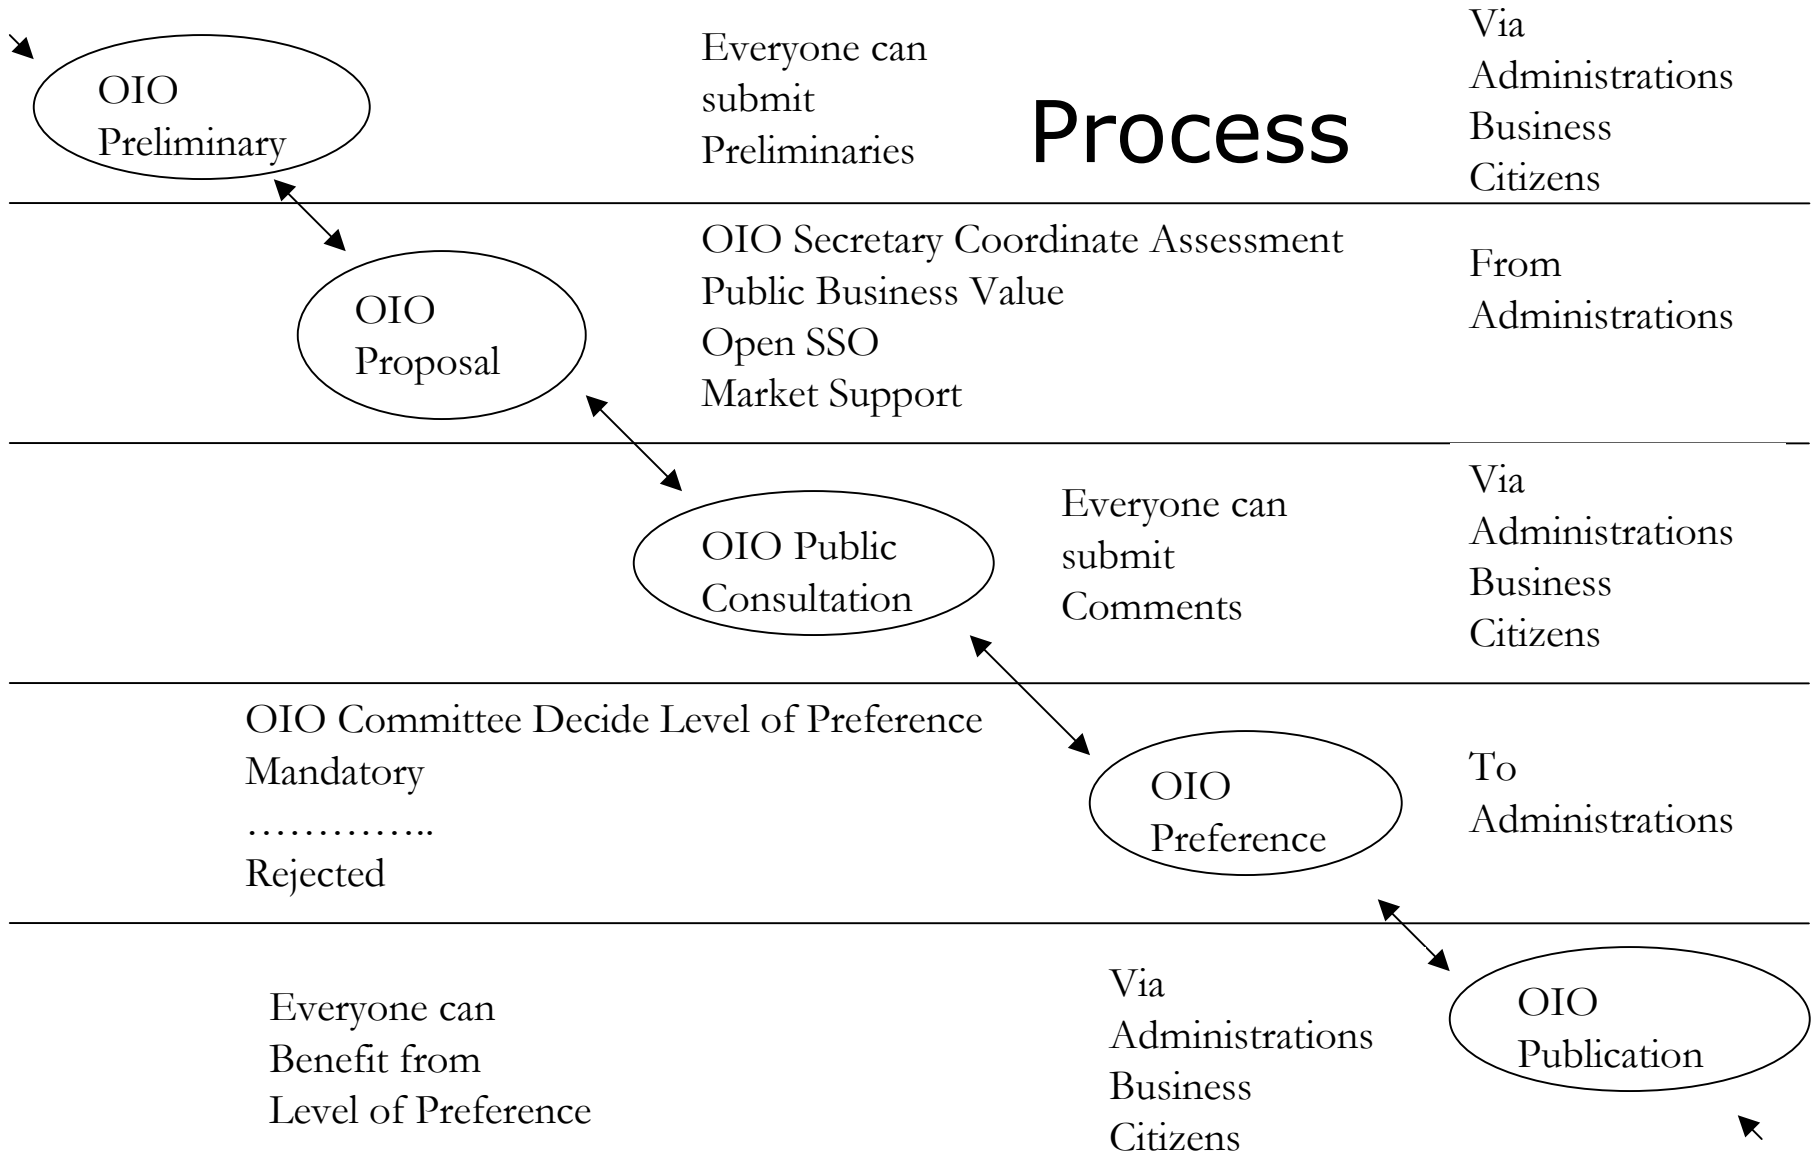 OIO
Preliminary
Everyone can
submit
Preliminaries
Process
Via
Administrations
Business
Citizens
OIO
Proposal
OIO Secretary Coordinate Assessment
Public Business Value
Open SSO
Market Support
From
Administrations
OIO Public
Consultation
Everyone can
submit
Comments
Via
Administrations
Business
Citizens
OIO Committee Decide Level of Preference
Mandatory
…………..
Rejected
OIO
Preference
To
Administrations
Everyone can
Benefit from
Level of Preference
Via
Administrations
Business
Citizens
OIO
Publication